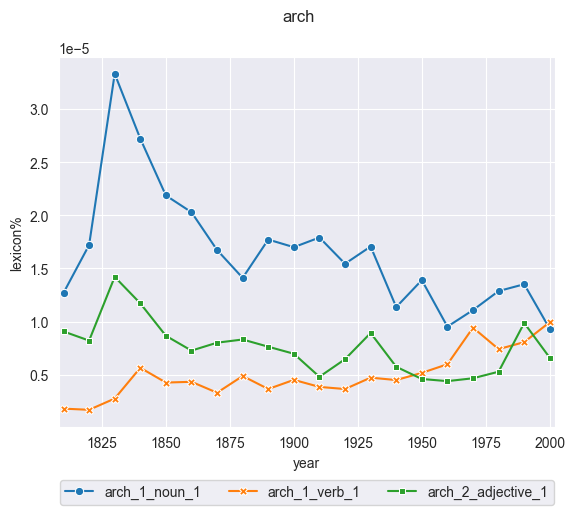 arch
1e−5
3.0
2.5
2.0
1.5
1.0
0.5
lexicon%
1825 1850 1875 1900 1925 1950 1975 2000
year
arch_1_noun_1 arch_1_verb_1 arch_2_adjective_1